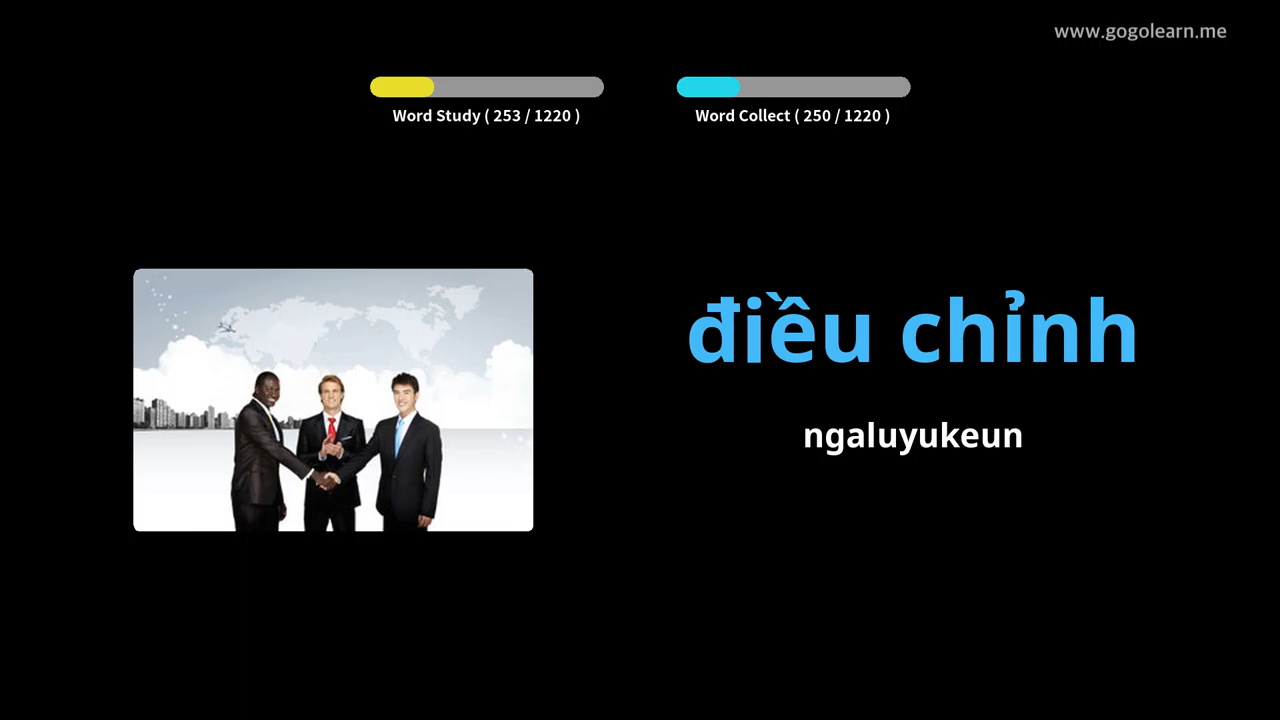 www.gogolearn.me
Word Study ( 253 / 1220 )
Word Collect ( 250 / 1220 )
điều chỉnh
ngaluyukeun